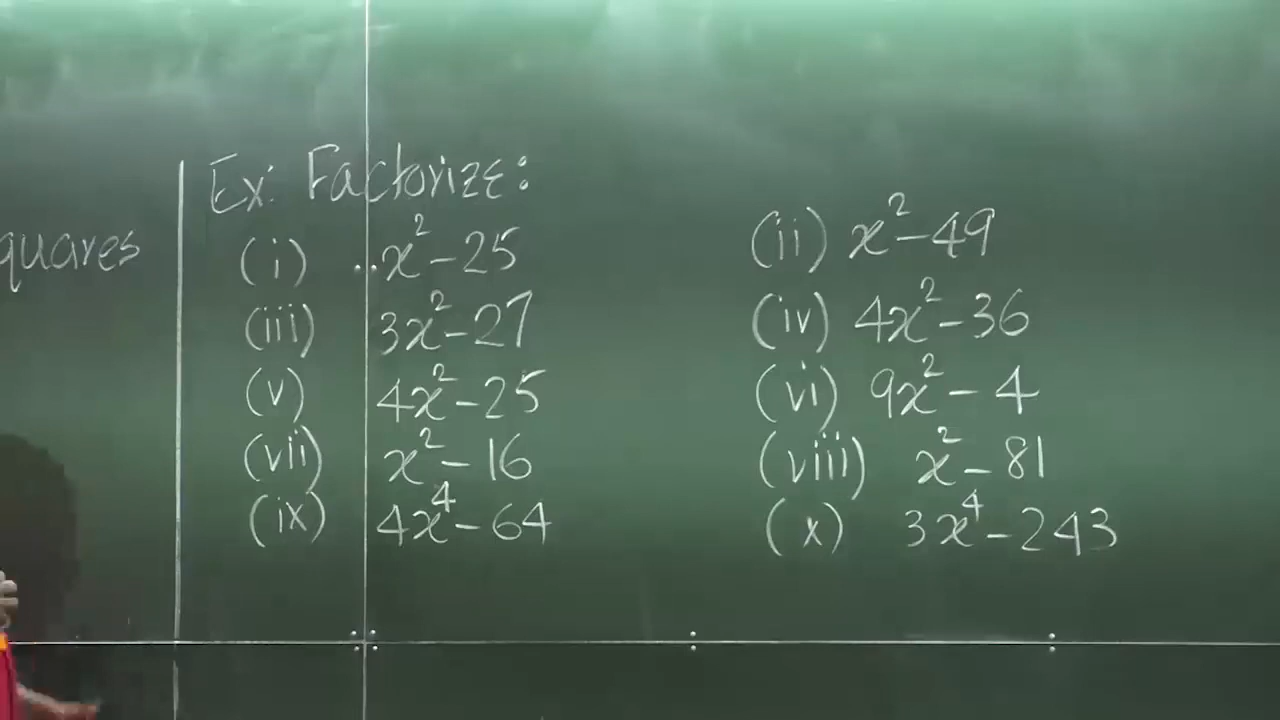 quares
Ex: Factorize:
(i) x² - 25
(ii) x² - 49
(iii) 3x² - 27
(iv) 4x² - 36
(v) 4x² - 25
(vi) 9x² - 4
(vii) x² - 16
(viii) x² - 81
(ix) 4x⁴ - 64
(x) 3x⁴ - 243